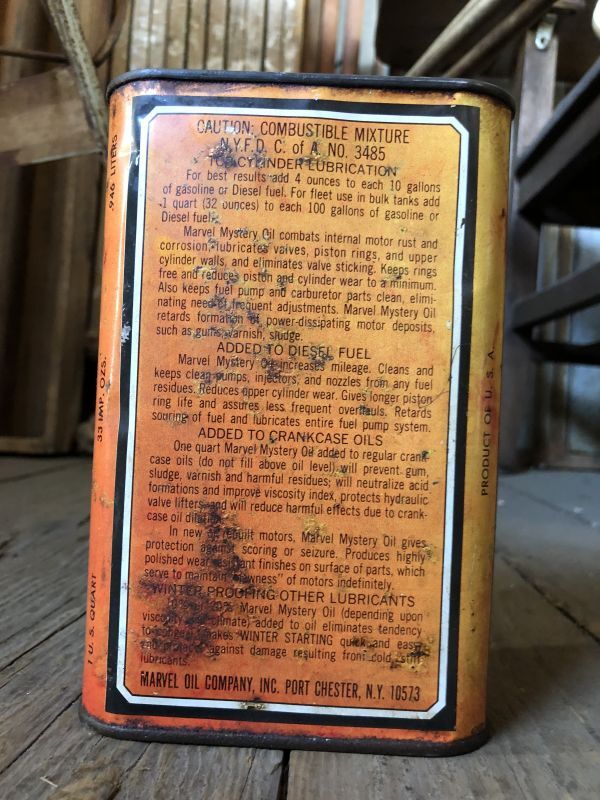 CAUTION: COMBUSTIBLE MIXTURE
N.Y.F.D. C. of A. NO. 3485
TOP CYLINDER LUBRICATION
For best results add 4 ounces to each 10 gallons
of gasoline or Diesel fuel. For fleet use in bulk tanks add
1 quart (32 ounces) to each 100 gallons of gasoline or
Diesel fuel.
Marvel Mystery Oil combats internal motor rust and
corrosion, lubricates valves, piston rings, and upper
cylinder walls, and eliminates valve sticking. Keeps rings
free and reduces piston and cylinder wear to a minimum.
Also keeps fuel pump and carburetor parts clean, elimi-
nating need of frequent adjustments. Marvel Mystery Oil
retards formation of power-dissipating motor deposits,
such as gums, varnish, sludge.
ADDED TO DIESEL FUEL
Marvel Mystery Oil increases mileage. Cleans and
keeps clean pumps, injectors, and nozzles from any fuel
residues. Reduces upper cylinder wear. Gives longer piston
ring life and assures less frequent overhauls. Retards
souring of fuel and lubricates entire fuel pump system.
ADDED TO CRANKCASE OILS
One quart Marvel Mystery Oil added to regular crank-
case oils (do not fill above oil level) will prevent gum,
sludge, varnish and harmful residues; will neutralize acid
formations and improve viscosity index, protects hydraulic
valve lifters, and will reduce harmful effects due to crank-
case oil dilution.
In new or rebuilt motors, Marvel Mystery Oil gives
protection against scoring or seizure. Produces highly
polished wear resistant finishes on surface of parts, which
serve to maintain "newness" of motors indefinitely.
WINTER PROOFING OTHER LUBRICANTS
Marvel Mystery Oil (depending upon
viscosity and climate) added to oil eliminates tendency
to congeal, makes WINTER STARTING quick and easy
and protects against damage resulting from cold, stiff
lubricants.
MARVEL OIL COMPANY, INC. PORT CHESTER, N.Y. 10573
1 U.S. QUART
33 IMP. OZS.
.946 LITERS
PRODUCT OF U.S.A.